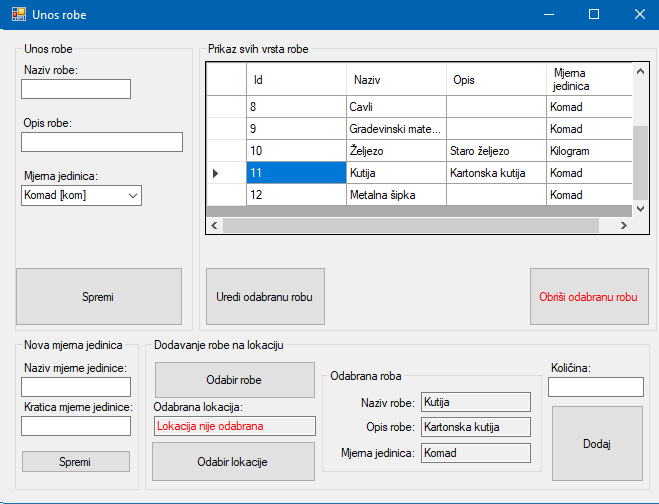 Unos robe
Unos robe
Naziv robe:
Opis robe:
Mjerna jedinica:
Komad [kom]
Spremi
Prikaz svih vrsta robe
Id Naziv Opis Mjerna jedinica
8 Cavli Komad
9 Gradevinski mate... Komad
10 Željezo Staro željezo Kilogram
11 Kutija Kartonska kutija Komad
12 Metalna šipka Komad
Uredi odabranu robu
Obriši odabranu robu
Nova mjerna jedinica
Naziv mjerne jedinice:
Kratica mjerne jedinice:
Spremi
Dodavanje robe na lokaciju
Odabir robe
Odabrana lokacija:
Lokacija nije odabrana
Odabir lokacije
Odabrana roba
Naziv robe: Kutija
Opis robe: Kartonska kutija
Mjerna jedinica: Komad
Količina:
Dodaj